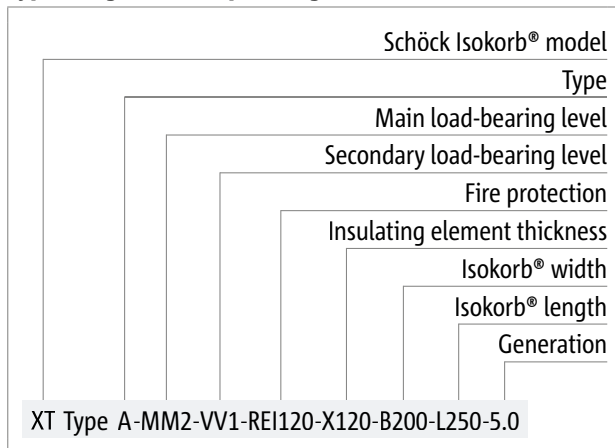 Schöck Isokorb® model
Type
Main load-bearing level
Secondary load-bearing level
Fire protection
Insulating element thickness
Isokorb® width
Isokorb® length
Generation
XT Type A-MM2-VV1-REI120-X120-B200-L250-5.0